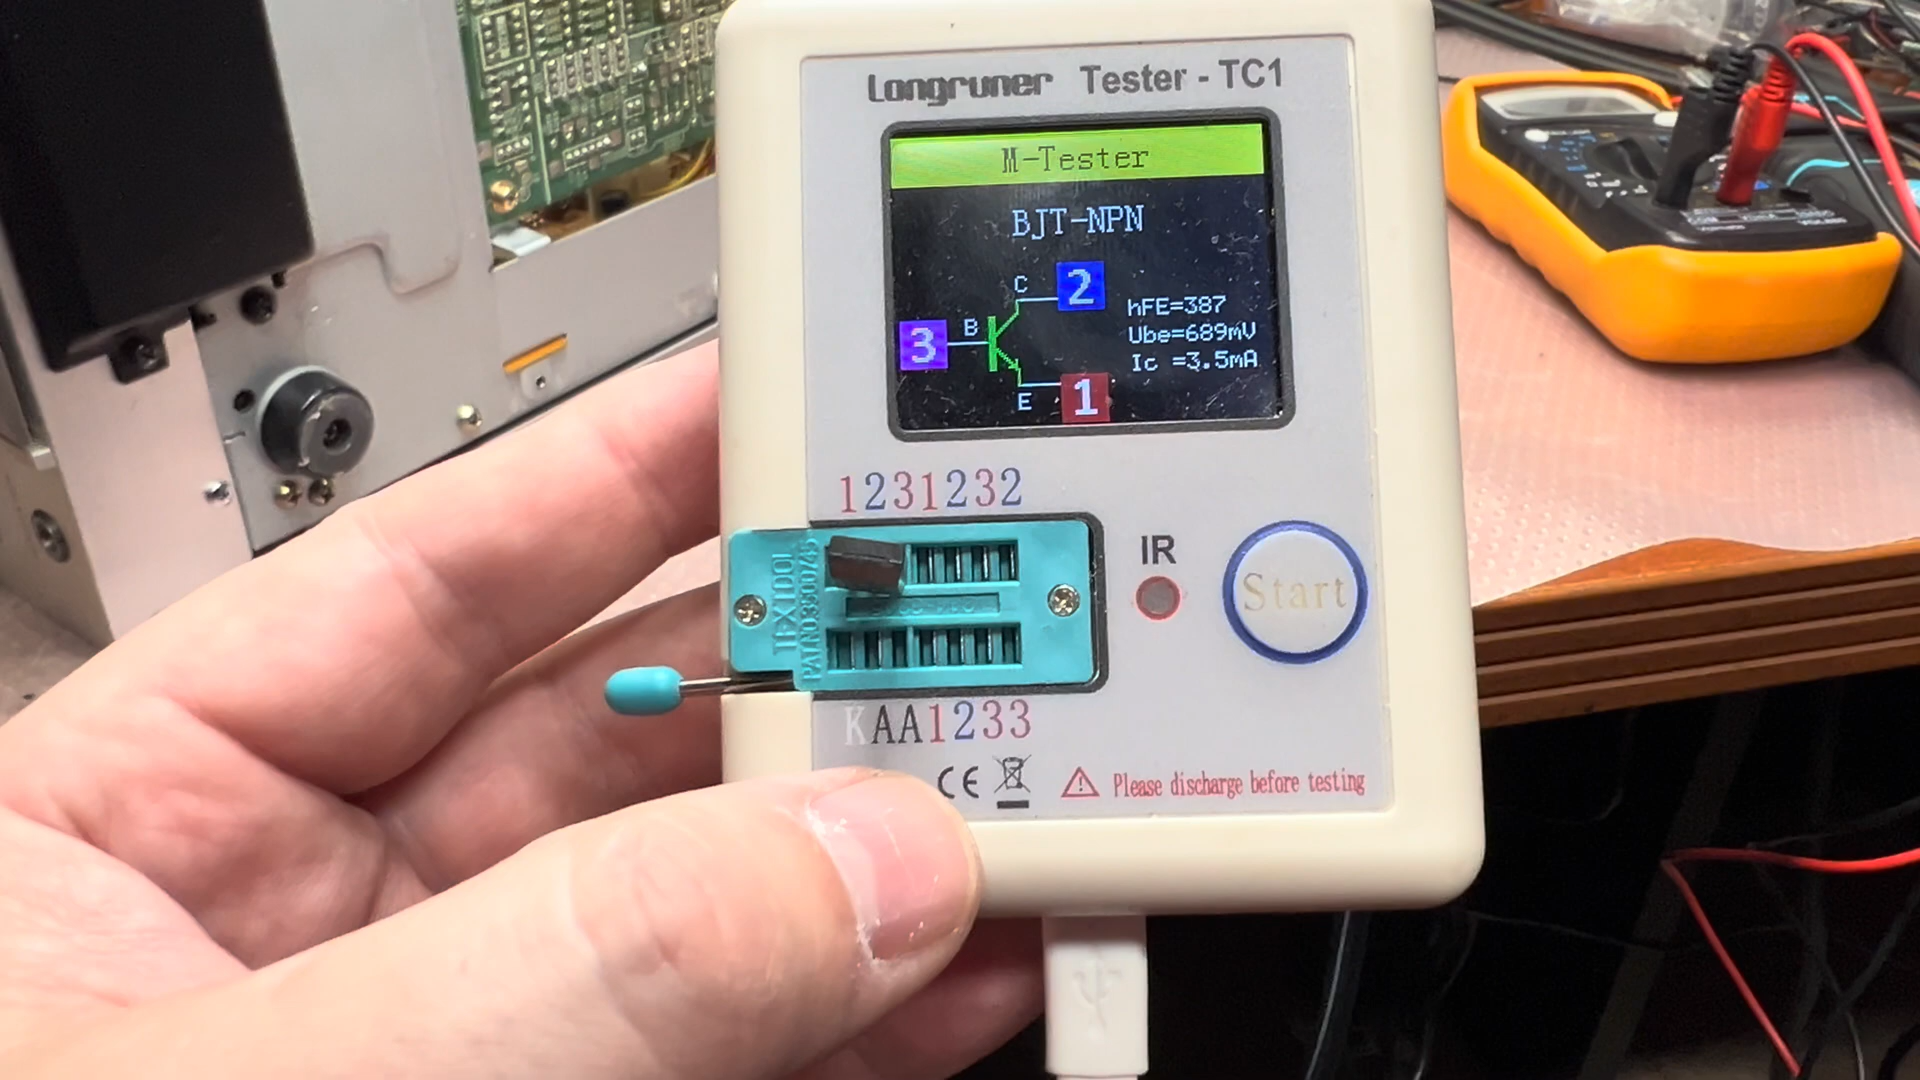 Longruner Tester - TC1
M-Tester
BJT-NPN
C 2
3 B
hFE=387
Ube=689mV
Ic =3.5mA
E 1
1231232
TEXTOOL
IR
Start
KAA1233
CE
Please discharge before testing